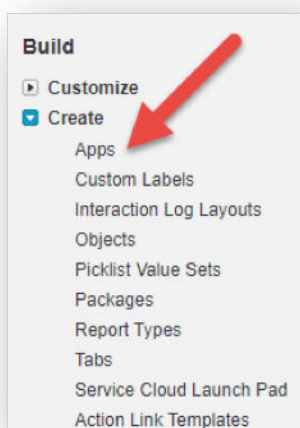 Build
Customize
Create
Apps
Custom Labels
Interaction Log Layouts
Objects
Picklist Value Sets
Packages
Report Types
Tabs
Service Cloud Launch Pad
Action Link Templates